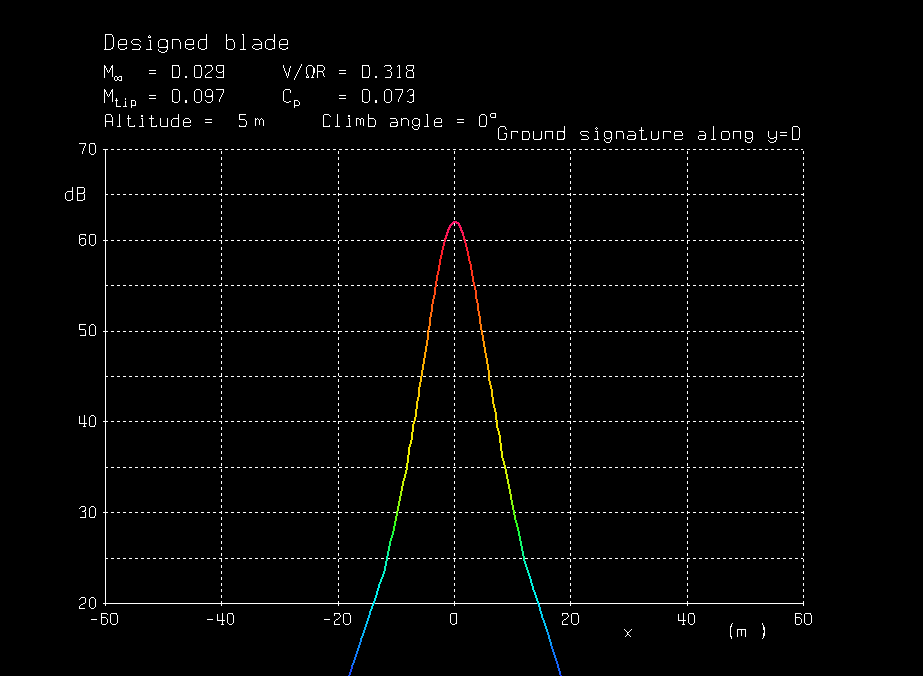 Designed blade
M∞ = 0.029 V/ΩR = 0.318
Mtip = 0.097 Cp = 0.073
Altitude = 5 m Climb angle = 0°
Ground signature along y=0
70
dB
60
50
40
30
20
-60 -40 -20 0 20 40 60
x (m )